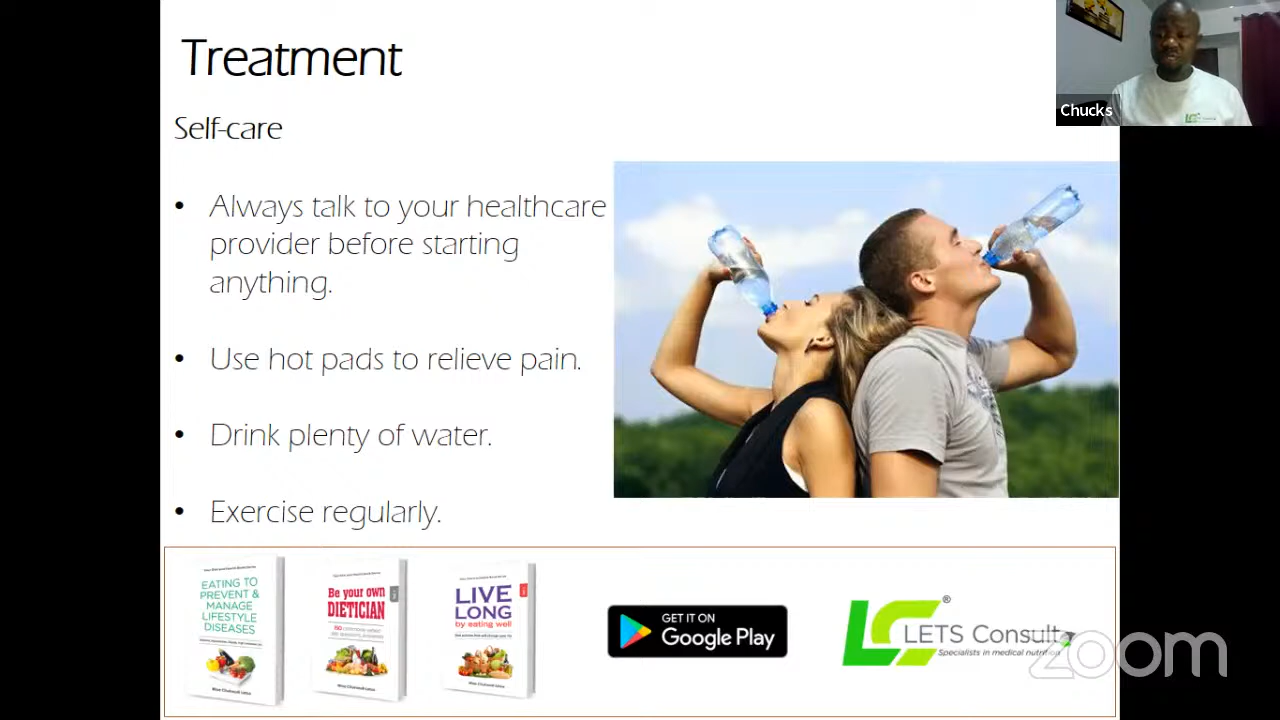 Treatment
Chucks
Self-care
• Always talk to your healthcare
provider before starting
anything.
• Use hot pads to relieve pain.
• Drink plenty of water.
• Exercise regularly.
EATING TO
PREVENT &
MANAGE
LIFESTYLE
DISEASES
Be your own
DIETICIAN
LIVE
LONG
by eating well
GET IT ON
Google Play
LC®
LETS Consult
Specialists in medical nutrition
zoom